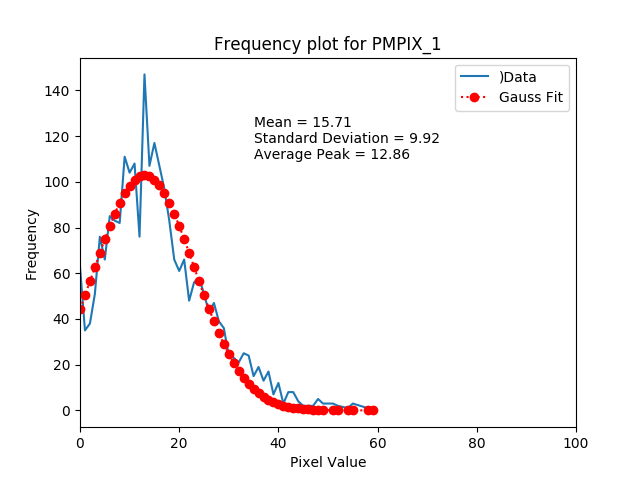 Frequency plot for PMPIX_1
)Data
Gauss Fit
Mean = 15.71
Standard Deviation = 9.92
Average Peak = 12.86
Frequency
140
120
100
80
60
40
20
0
0 20 40 60 80 100
Pixel Value